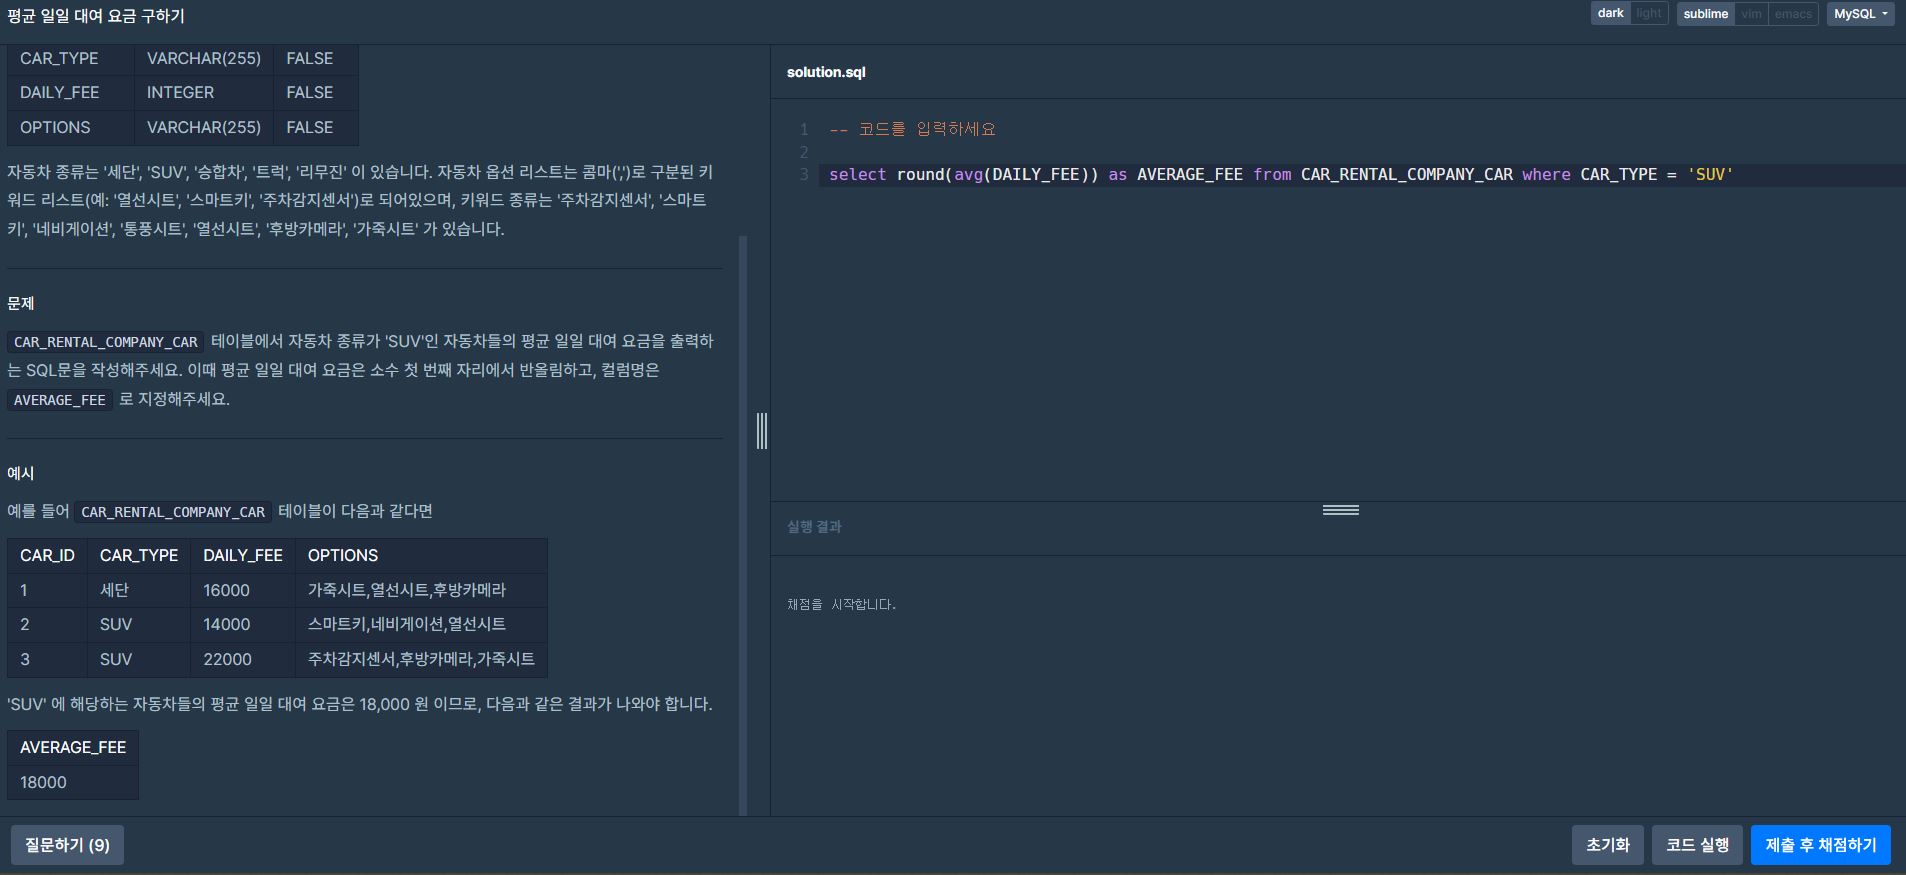 평균 일일 대여 요금 구하기
dark light sublime vim emacs MySQL
CAR_TYPE VARCHAR(255) FALSE
DAILY_FEE INTEGER FALSE
OPTIONS VARCHAR(255) FALSE
자동차 종류는 '세단', 'SUV', '승합차', '트럭', '리무진' 이 있습니다. 자동차 옵션 리스트는 콤마(',')로 구분된 키
워드 리스트(예: '열선시트', '스마트키', '주차감지센서')로 되어있으며, 키워드 종류는 '주차감지센서', '스마트
키', '네비게이션', '통풍시트', '열선시트', '후방카메라', '가죽시트' 가 있습니다.
문제
CAR_RENTAL_COMPANY_CAR 테이블에서 자동차 종류가 'SUV'인 자동차들의 평균 일일 대여 요금을 출력하
는 SQL문을 작성해주세요. 이때 평균 일일 대여 요금은 소수 첫 번째 자리에서 반올림하고, 컬럼명은
AVERAGE_FEE 로 지정해주세요.
예시
예를 들어 CAR_RENTAL_COMPANY_CAR 테이블이 다음과 같다면
CAR_ID CAR_TYPE DAILY_FEE OPTIONS
1 세단 16000 가죽시트,열선시트,후방카메라
2 SUV 14000 스마트키,네비게이션,열선시트
3 SUV 22000 주차감지센서,후방카메라,가죽시트
'SUV' 에 해당하는 자동차들의 평균 일일 대여 요금은 18,000 원 이므로, 다음과 같은 결과가 나와야 합니다.
AVERAGE_FEE
18000
solution.sql
1 -- 코드를 입력하세요
2
3 select round(avg(DAILY_FEE)) as AVERAGE_FEE from CAR_RENTAL_COMPANY_CAR where CAR_TYPE = 'SUV'
실행 결과
채점을 시작합니다.
질문하기 (9)
초기화 코드 실행 제출 후 채점하기